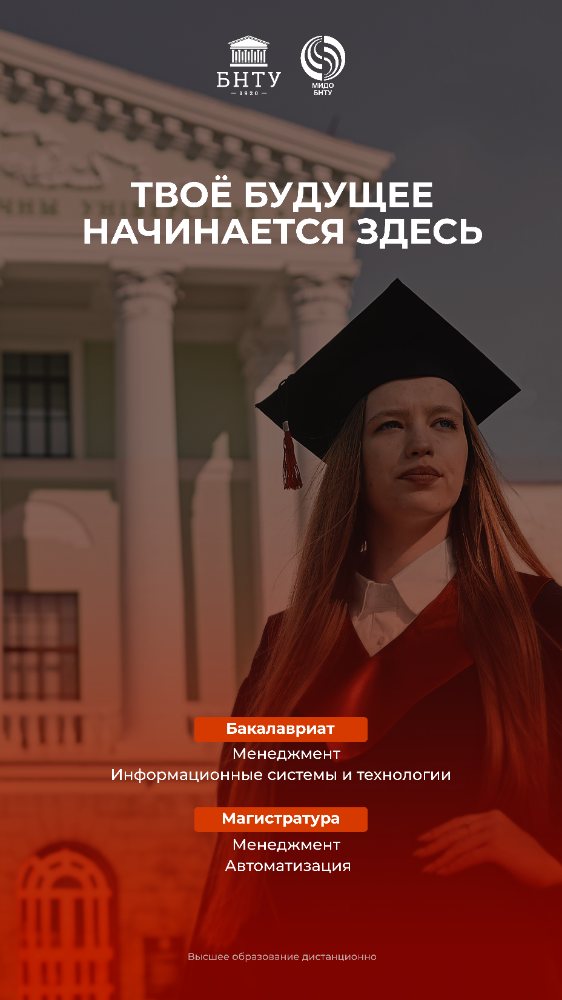 БНТУ
1920
МИДО
БНТУ
ТВОЁ БУДУЩЕЕ
НАЧИНАЕТСЯ ЗДЕСЬ
Бакалавриат
Менеджмент
Информационные системы и технологии
Магистратура
Менеджмент
Автоматизация
Высшее образование дистанционно